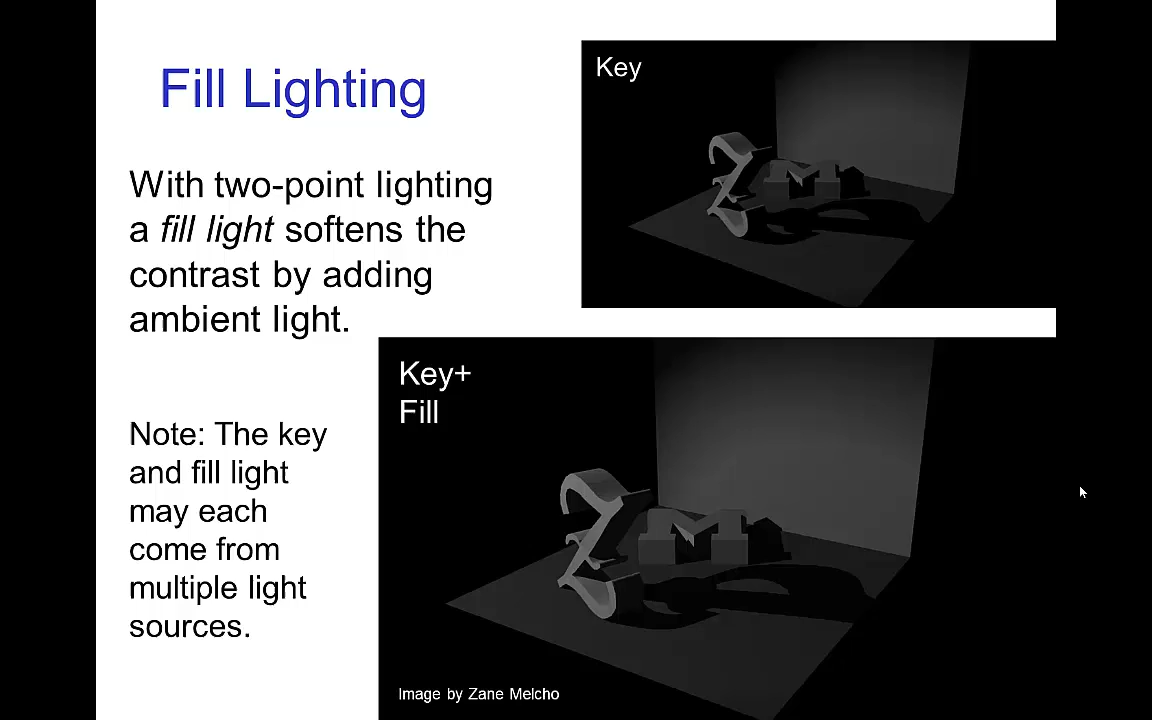 Fill Lighting
With two-point lighting
a fill light softens the
contrast by adding
ambient light.
Note: The key
and fill light
may each
come from
multiple light
sources.
Key
Key+
Fill
Image by Zane Melcho
ZM